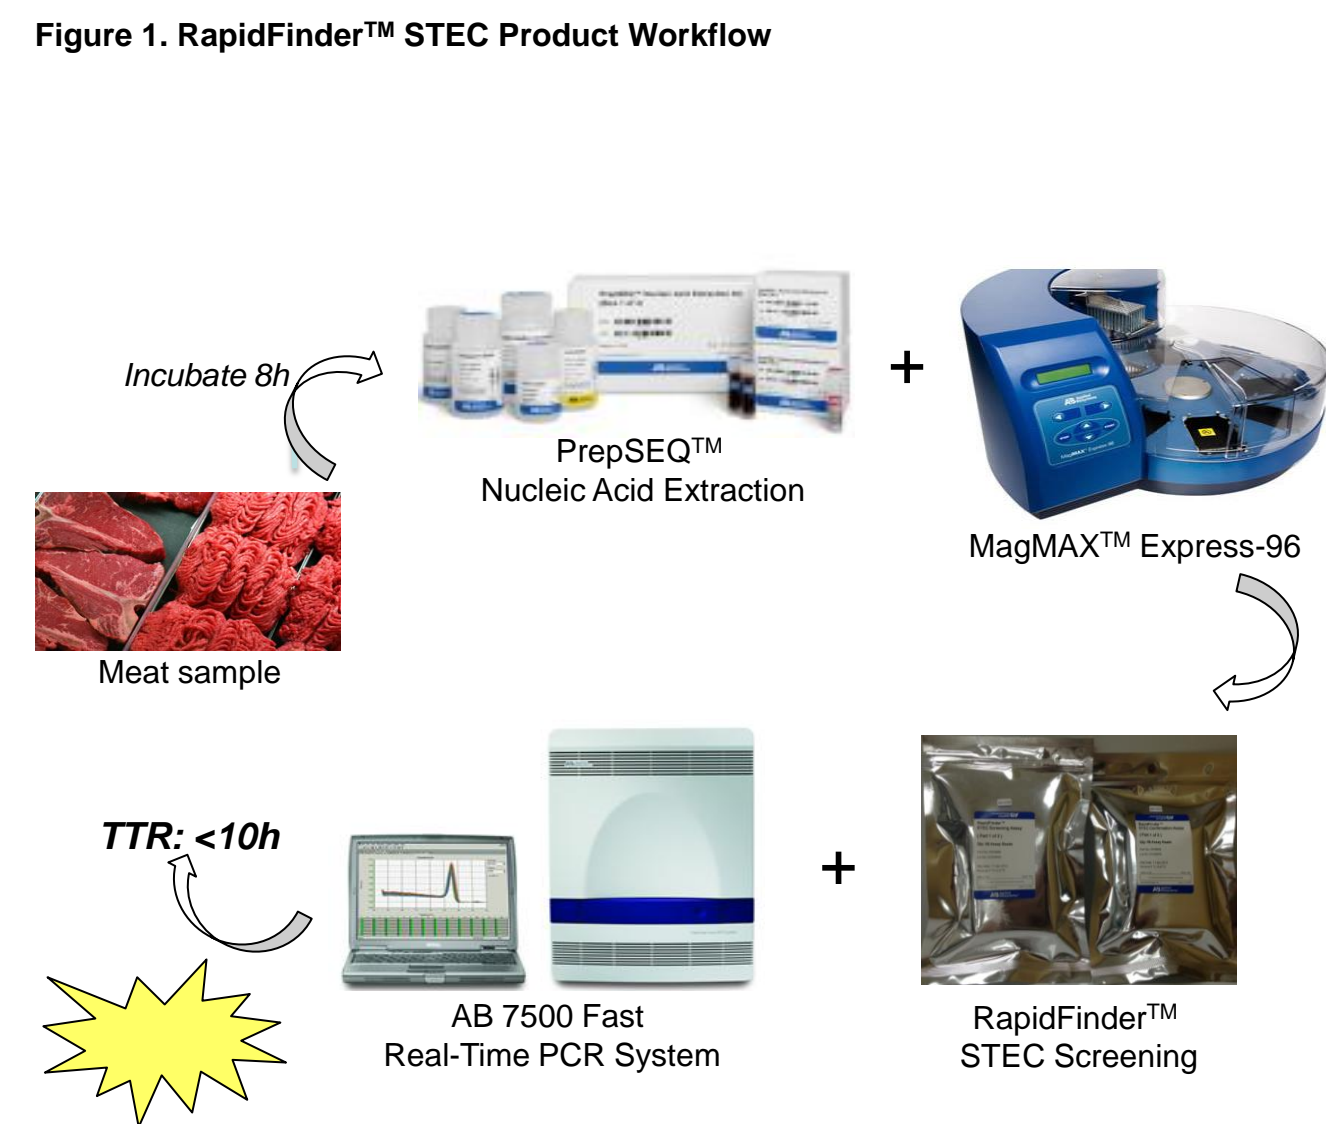 Figure 1. RapidFinder™ STEC Product Workflow
Incubate 8h
+
PrepSEQ™
Nucleic Acid Extraction
MagMAX™ Express-96
Meat sample
TTR: <10h
+
AB 7500 Fast
Real-Time PCR System
RapidFinder™
STEC Screening